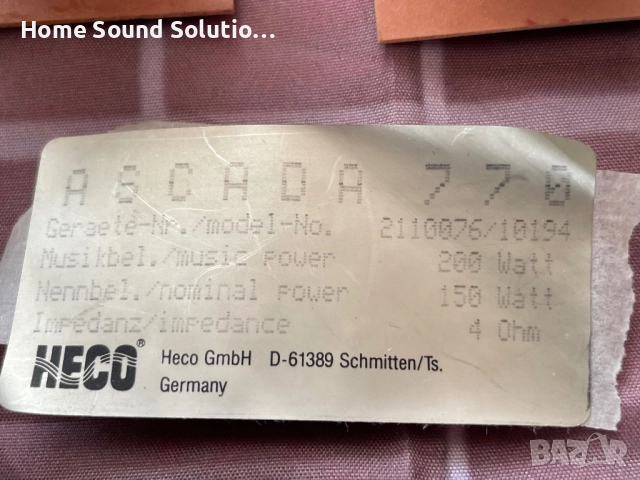 Home Sound Solutio...
ASCADA 770
Geraete-Nr./model-No. 2110076/10194
Musikbel./music power 200 Watt
Nennbel./nominal power 150 Watt
Impedanz/impedance 4 Ohm
HECO® Heco GmbH D-61389 Schmitten/Ts.
Germany
BAZAR